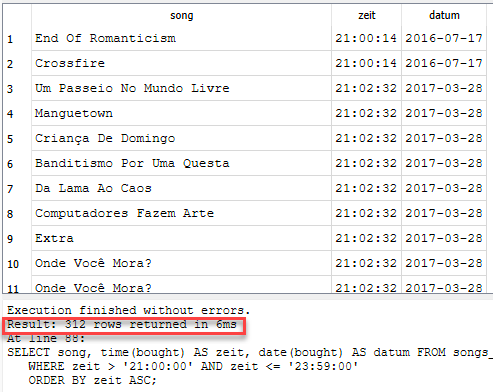 song zeit datum
1 End Of Romanticism 21:00:14 2016-07-17
2 Crossfire 21:00:14 2016-07-17
3 Um Passeio No Mundo Livre 21:02:32 2017-03-28
4 Manguetown 21:02:32 2017-03-28
5 Criança De Domingo 21:02:32 2017-03-28
6 Banditismo Por Uma Questa 21:02:32 2017-03-28
7 Da Lama Ao Caos 21:02:32 2017-03-28
8 Computadores Fazem Arte 21:02:32 2017-03-28
9 Extra 21:02:32 2017-03-28
10 Onde Você Mora? 21:02:32 2017-03-28
11 Onde Você Mora? 21:02:32 2017-03-28
Execution finished without errors.
Result: 312 rows returned in 6ms
At line 88:
SELECT song, time(bought) AS zeit, date(bought) AS datum FROM songs_
WHERE zeit > '21:00:00' AND zeit <= '23:59:00'
ORDER BY zeit ASC;